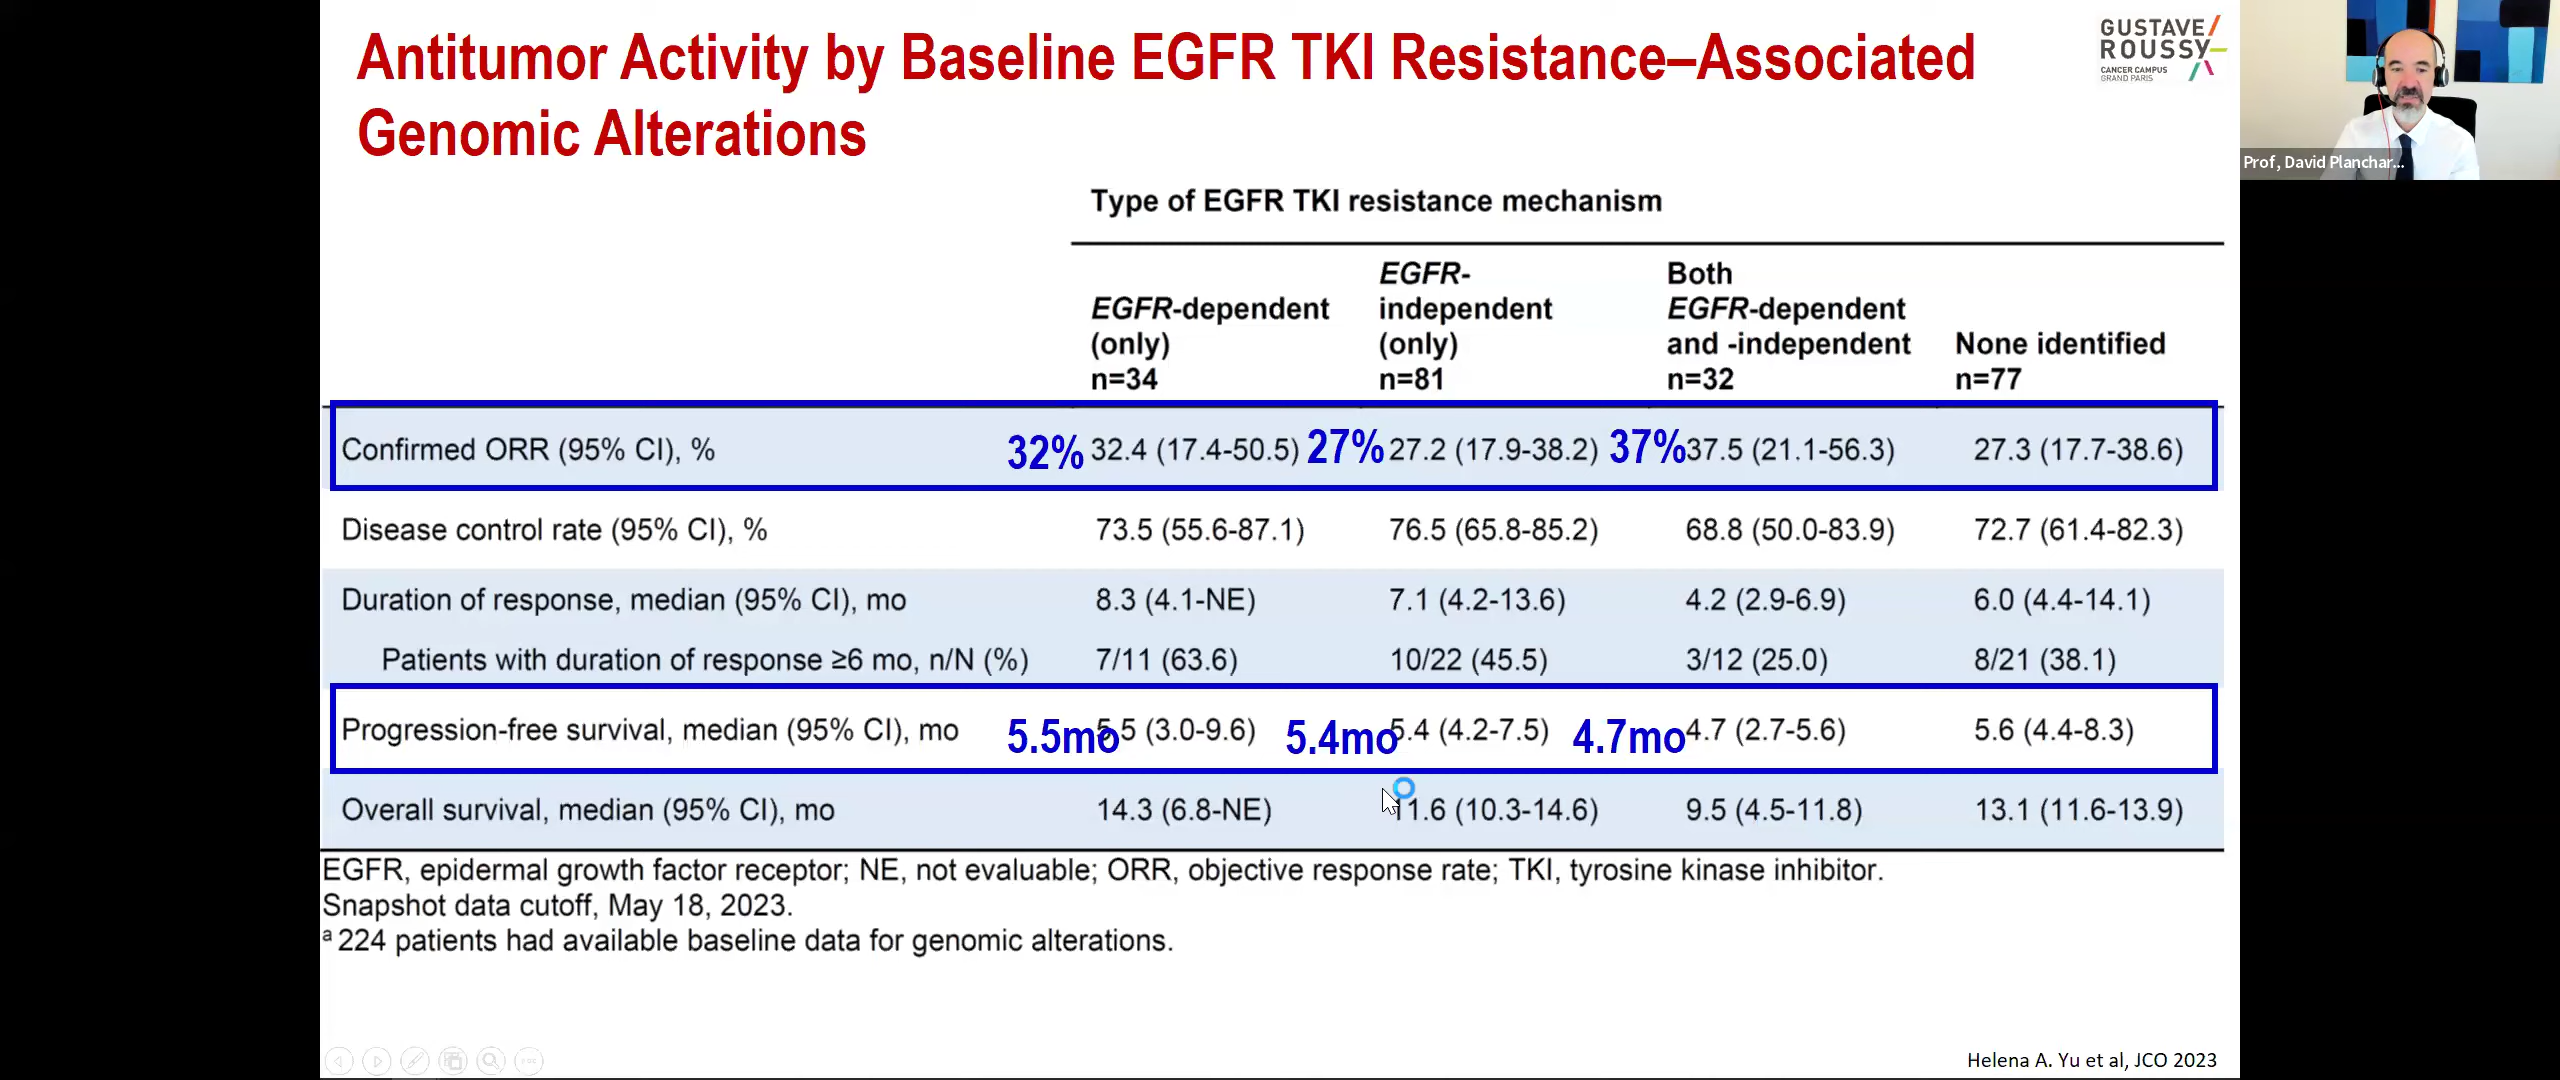 Antitumor Activity by Baseline EGFR TKI Resistance–Associated
Genomic Alterations
GUSTAVE/
ROUSSY
CANCER CAMPUS
GRAND PARIS
Prof, David Planchar...
Type of EGFR TKI resistance mechanism
EGFR-dependent
(only)
n=34
EGFR-
independent
(only)
n=81
Both
EGFR-dependent
and -independent
n=32
None identified
n=77
Confirmed ORR (95% CI), % 32% 32.4 (17.4-50.5) 27% 27.2 (17.9-38.2) 37% 37.5 (21.1-56.3) 27.3 (17.7-38.6)
Disease control rate (95% CI), % 73.5 (55.6-87.1) 76.5 (65.8-85.2) 68.8 (50.0-83.9) 72.7 (61.4-82.3)
Duration of response, median (95% CI), mo 8.3 (4.1-NE) 7.1 (4.2-13.6) 4.2 (2.9-6.9) 6.0 (4.4-14.1)
Patients with duration of response ≥6 mo, n/N (%) 7/11 (63.6) 10/22 (45.5) 3/12 (25.0) 8/21 (38.1)
Progression-free survival, median (95% CI), mo 5.5mo 5.5 (3.0-9.6) 5.4mo 5.4 (4.2-7.5) 4.7mo 4.7 (2.7-5.6) 5.6 (4.4-8.3)
Overall survival, median (95% CI), mo 14.3 (6.8-NE) 11.6 (10.3-14.6) 9.5 (4.5-11.8) 13.1 (11.6-13.9)
EGFR, epidermal growth factor receptor; NE, not evaluable; ORR, objective response rate; TKI, tyrosine kinase inhibitor.
Snapshot data cutoff, May 18, 2023.
a 224 patients had available baseline data for genomic alterations.
Helena A. Yu et al, JCO 2023